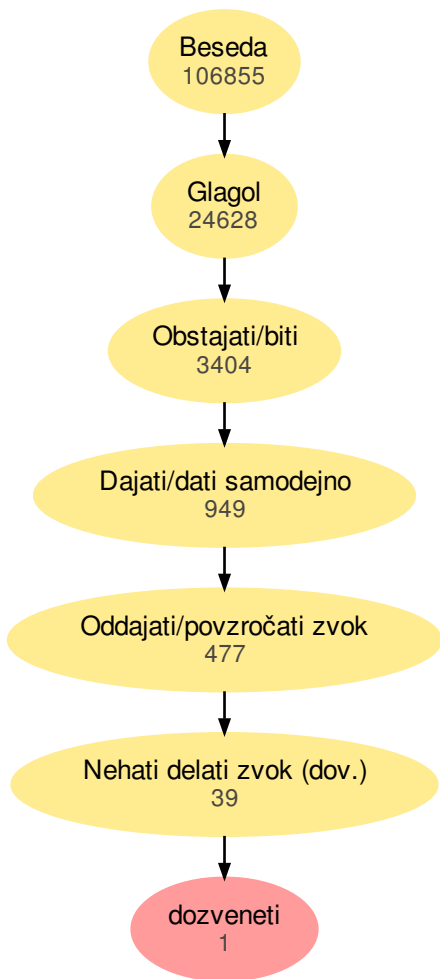 Beseda
106855
Glagol
24628
Obstajati/biti
3404
Dajati/dati samodejno
949
Oddajati/povzročati zvok
477
Nehati delati zvok (dov.)
39
dozveneti
1